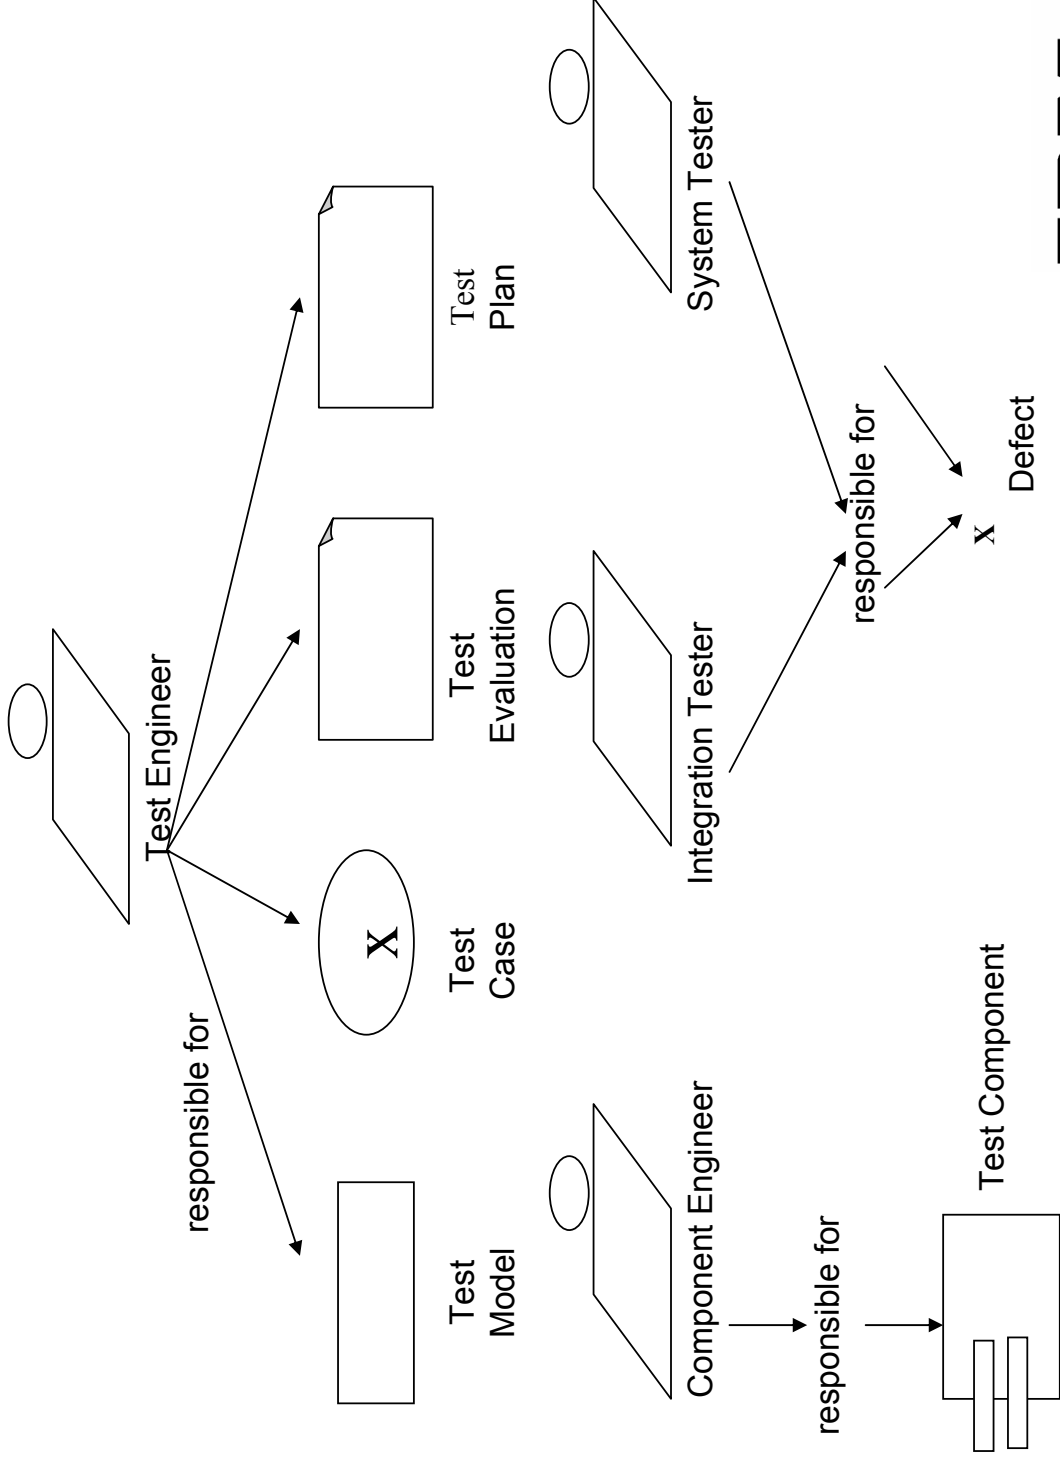 Test Engineer
responsible for
Test
Model
X
Test
Case
Test
Evaluation
Test
Plan
Component Engineer
Integration Tester
System Tester
responsible for
responsible for
Test Component
x
Defect